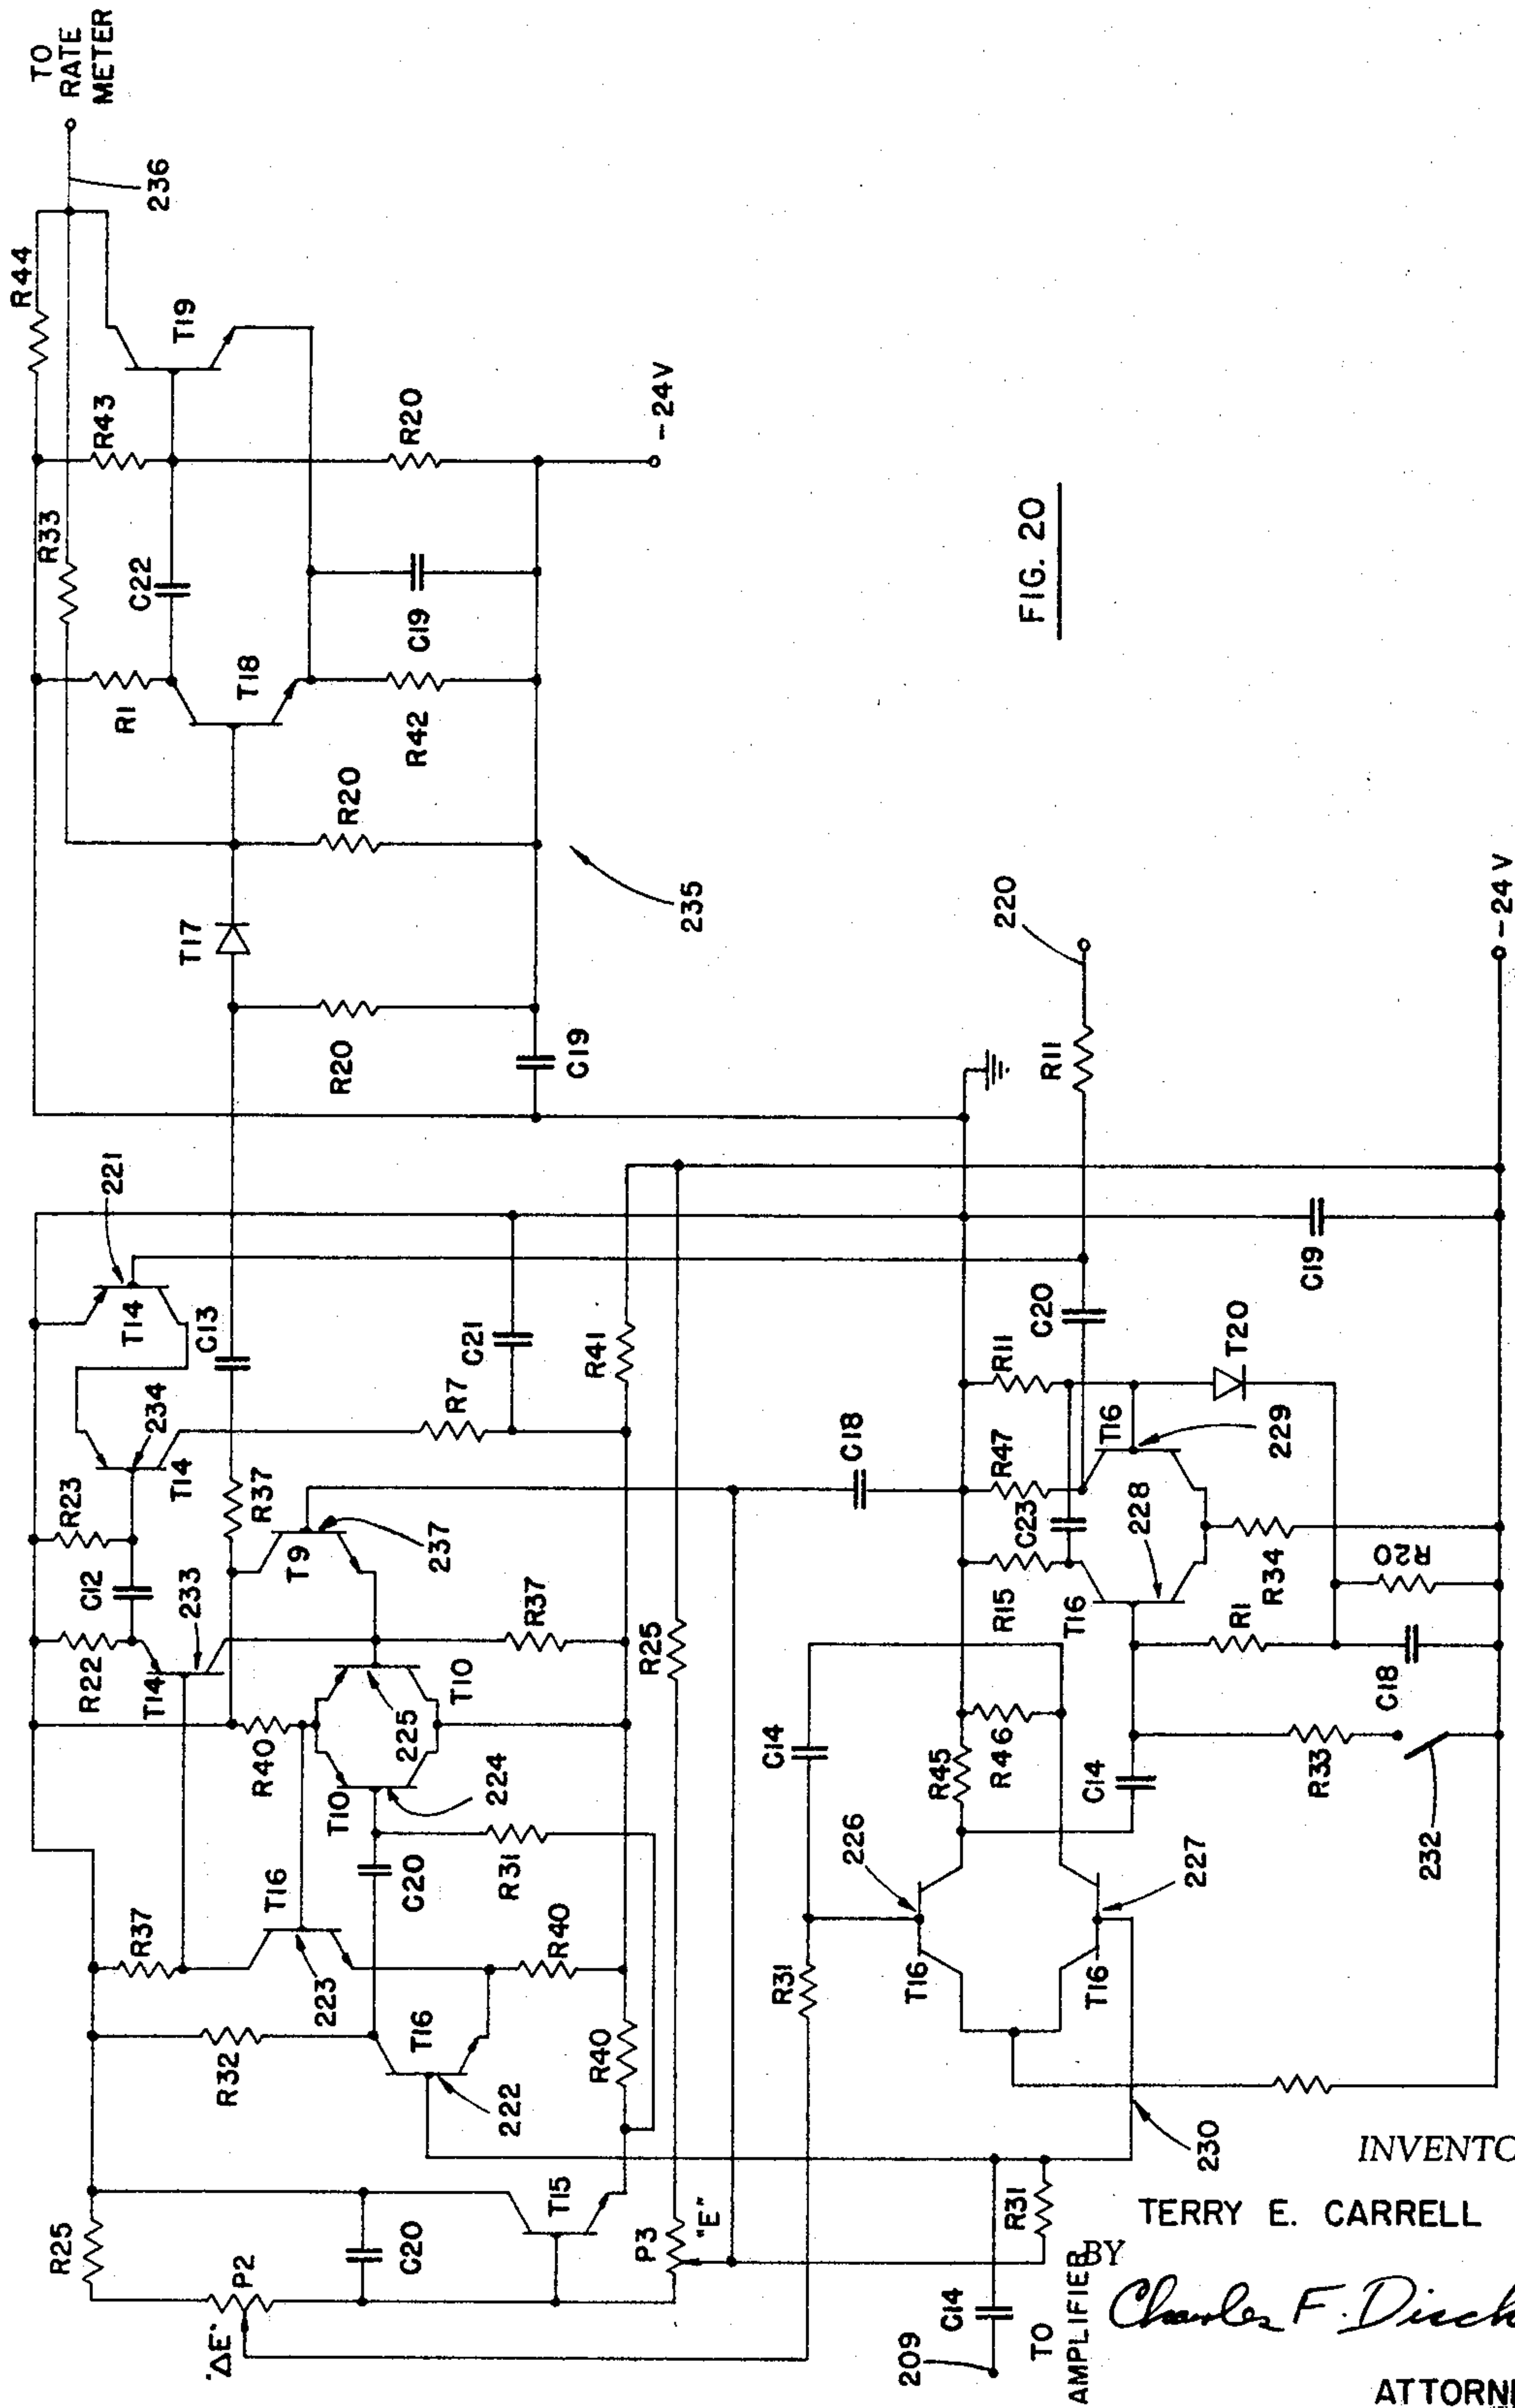 TO
RATE
METER
236
R44
R33
T19
R43
C22
R1
T18
R20
C19
R42
-24V
R20
T17
235
R20
C19
FIG. 20
221
T14
C13
234
T14
R23
C12
R22
233
T14
R37
T9
237
R7
C21
R41
R37
R25
T10
225
R40
T10
224
R31
C20
T16
223
R37
R40
R32
T16
222
R40
R25
C20
T15
P2
"ΔE"
P3
"E"
220
R11
C20
R11
T20
C19
C18
R47
T16
229
C23
228
R15
T16
R34
R20
R1
C18
C14
R45
R46
C14
R33
232
226
227
R31
T16
T16
230
R31
C14
209
TO
AMPLIFIER
-24V
INVENTO
TERRY E. CARRELL
BY
Charles F.
ATTORNE